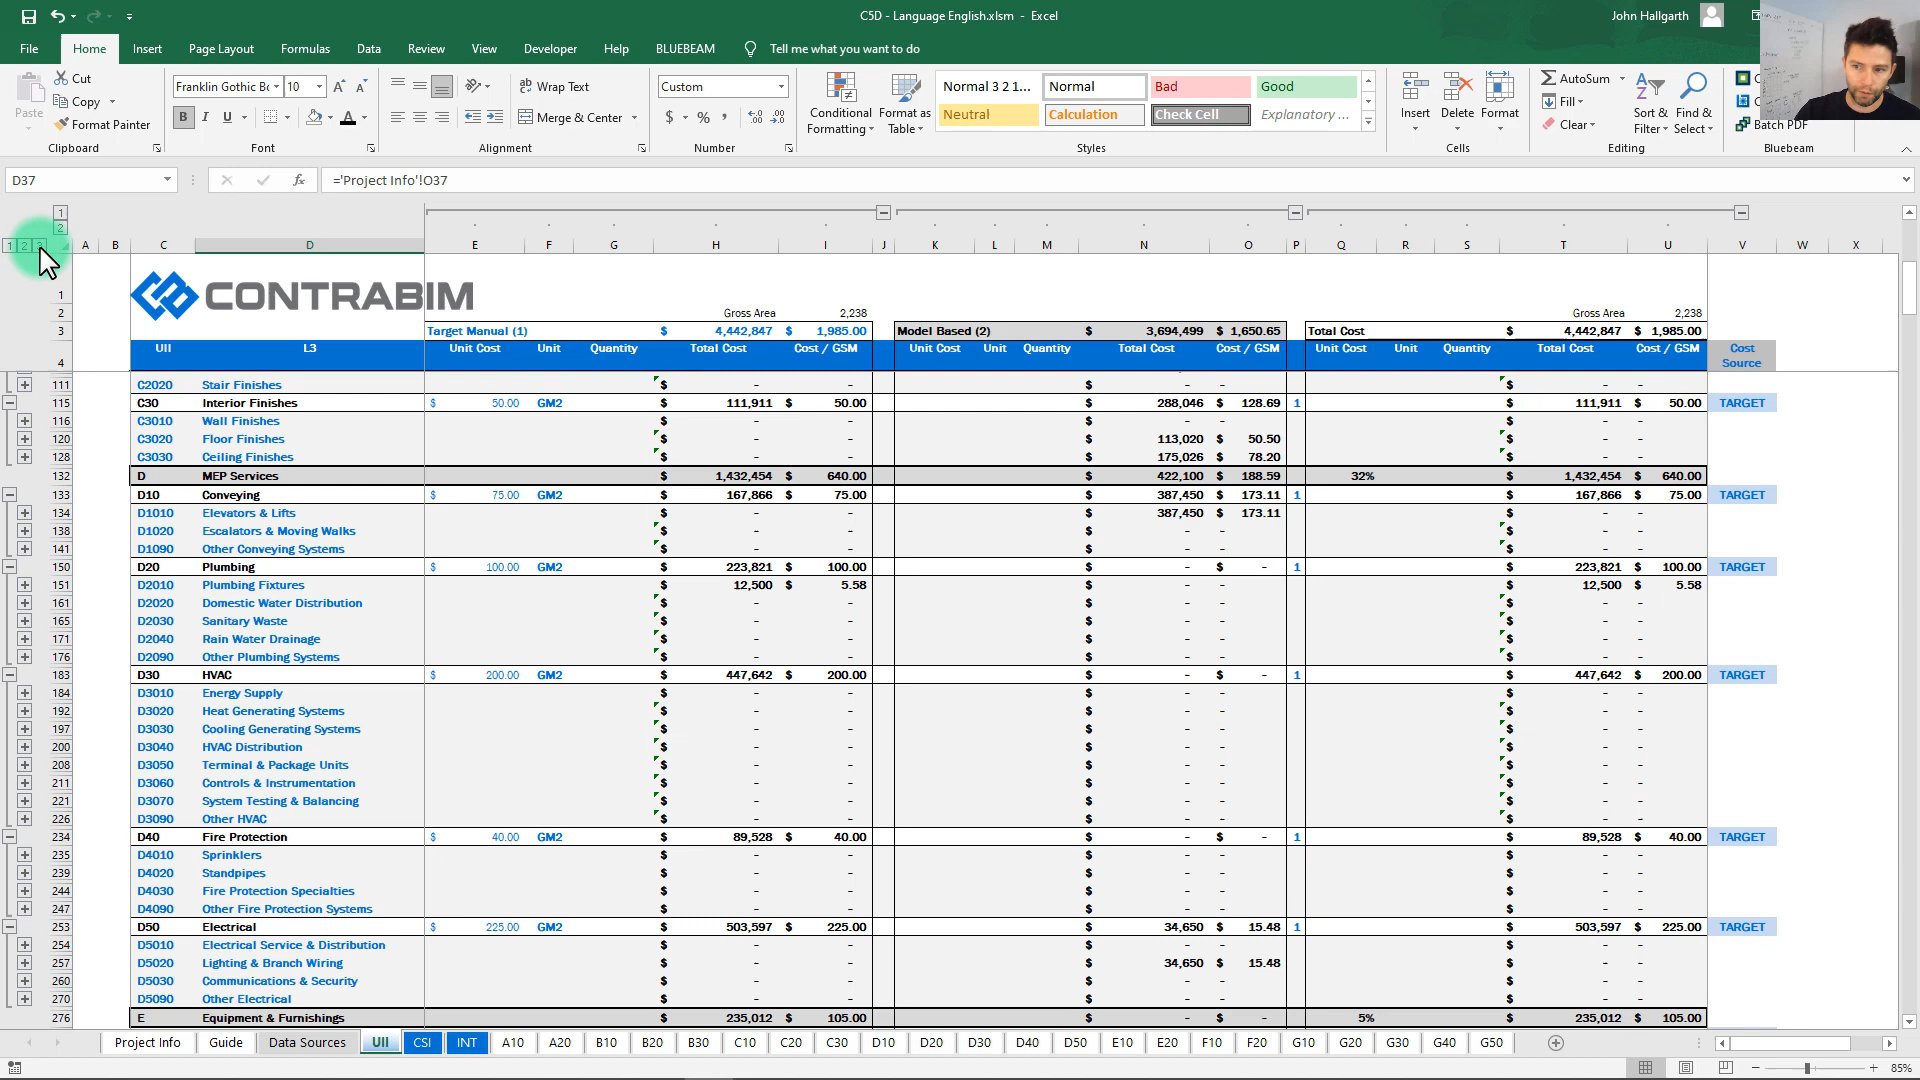 C5D - Language English.xlsm - Excel
John Hallgarth
File Home Insert Page Layout Formulas Data Review View Developer Help BLUEBEAM Tell me what you want to do
Paste Cut Copy Format Painter Clipboard
Franklin Gothic B 10 B I U A Font
Wrap Text Merge & Center Alignment
Custom $ % , Number
Conditional Formatting Format as Table
Normal 3 2 1... Normal Bad Good
Neutral Calculation Check Cell Explanatory ...
Styles
Insert Delete Format Cells
AutoSum Fill Clear Sort & Filter Find & Select Editing
Batch PDF Bluebeam
D37 fx ='Project Info'!O37
1
2
1 2 A B C D E F G H I J K L M N O P Q R S T U V W X
1 CONTRABIM
2 Gross Area 2,238 Gross Area 2,238
3 Target Manual (1) $ 4,442,847 $ 1,985.00 Model Based (2) $ 3,694,499 $ 1,650.65 Total Cost $ 4,442,847 $ 1,985.00
4 UII L3 Unit Cost Unit Quantity Total Cost Cost / GSM Unit Cost Unit Quantity Total Cost Cost / GSM Unit Cost Unit Quantity Total Cost Cost / GSM Cost Source
111 C2020 Stair Finishes $ - - $ - - $ - -
115 C30 Interior Finishes $ 50.00 GM2 $ 111,911 $ 50.00 $ 288,046 $ 128.69 1 $ 111,911 $ 50.00 TARGET
116 C3010 Wall Finishes $ - - $ - - $ - -
120 C3020 Floor Finishes $ - - $ 113,020 $ 50.50 $ - -
128 C3030 Ceiling Finishes $ - - $ 175,026 $ 78.20 $ - -
132 D MEP Services $ 1,432,454 $ 640.00 $ 422,100 $ 188.59 32% $ 1,432,454 $ 640.00
133 D10 Conveying $ 75.00 GM2 $ 167,866 $ 75.00 $ 387,450 $ 173.11 1 $ 167,866 $ 75.00 TARGET
134 D1010 Elevators & Lifts $ - - $ 387,450 $ 173.11 $ - -
138 D1020 Escalators & Moving Walks $ - - $ - - $ - -
141 D1090 Other Conveying Systems $ - - $ - - $ - -
150 D20 Plumbing $ 100.00 GM2 $ 223,821 $ 100.00 $ - $ - 1 $ 223,821 $ 100.00 TARGET
151 D2010 Plumbing Fixtures $ 12,500 $ 5.58 $ - - $ 12,500 $ 5.58
161 D2020 Domestic Water Distribution $ - - $ - - $ - -
165 D2030 Sanitary Waste $ - - $ - - $ - -
171 D2040 Rain Water Drainage $ - - $ - - $ - -
176 D2090 Other Plumbing Systems $ - - $ - - $ - -
183 D30 HVAC $ 200.00 GM2 $ 447,642 $ 200.00 $ - $ - 1 $ 447,642 $ 200.00 TARGET
184 D3010 Energy Supply $ - - $ - - $ - -
192 D3020 Heat Generating Systems $ - - $ - - $ - -
197 D3030 Cooling Generating Systems $ - - $ - - $ - -
200 D3040 HVAC Distribution $ - - $ - - $ - -
208 D3050 Terminal & Package Units $ - - $ - - $ - -
211 D3060 Controls & Instrumentation $ - - $ - - $ - -
221 D3070 System Testing & Balancing $ - - $ - - $ - -
226 D3090 Other HVAC $ - - $ - - $ - -
234 D40 Fire Protection $ 40.00 GM2 $ 89,528 $ 40.00 $ - $ - 1 $ 89,528 $ 40.00 TARGET
235 D4010 Sprinklers $ - - $ - - $ - -
239 D4020 Standpipes $ - - $ - - $ - -
244 D4030 Fire Protection Specialties $ - - $ - - $ - -
247 D4090 Other Fire Protection Systems $ - - $ - - $ - -
253 D50 Electrical $ 225.00 GM2 $ 503,597 $ 225.00 $ 34,650 $ 15.48 1 $ 503,597 $ 225.00 TARGET
254 D5010 Electrical Service & Distribution $ - - $ - - $ - -
257 D5020 Lighting & Branch Wiring $ - - $ 34,650 $ 15.48 $ - -
260 D5030 Communications & Security $ - - $ - - $ - -
270 D5090 Other Electrical $ - - $ - - $ - -
276 E Equipment & Furnishings $ 235,012 $ 105.00 $ - $ - 5% $ 235,012 $ 105.00
Project Info Guide Data Sources UII CSI INT A10 A20 B10 B20 B30 C10 C20 C30 D10 D20 D30 D40 D50 E10 E20 F10 F20 G10 G20 G30 G40 G50
85%